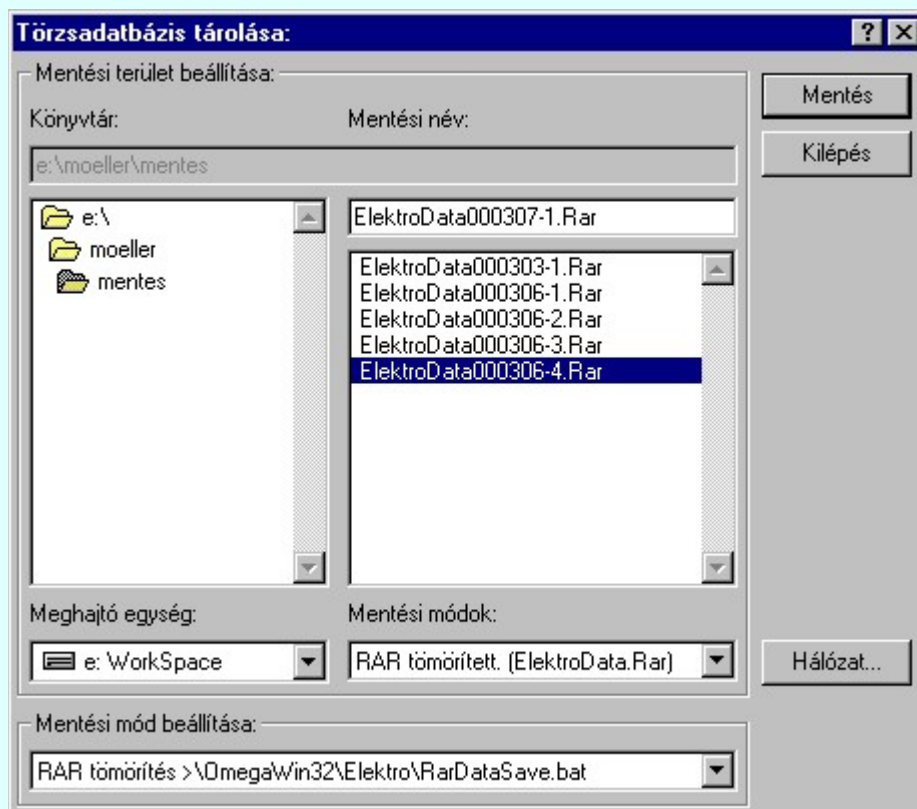 Törzsadatbázis tárolása:
Mentési terület beállítása:
Könyvtár:
Mentési név:
Mentés
Kilépés
e:\moeller\mentes
e:\
moeller
mentes
ElektroData000307-1.Rar
ElektroData000303-1.Rar
ElektroData000306-1.Rar
ElektroData000306-2.Rar
ElektroData000306-3.Rar
ElektroData000306-4.Rar
Meghajtó egység:
Mentési módok:
e: WorkSpace
RAR tömörített. (ElektroData.Rar)
Hálózat...
Mentési mód beállítása:
RAR tömörítés >\OmegaWin32\Elektro\RarDataSave.bat